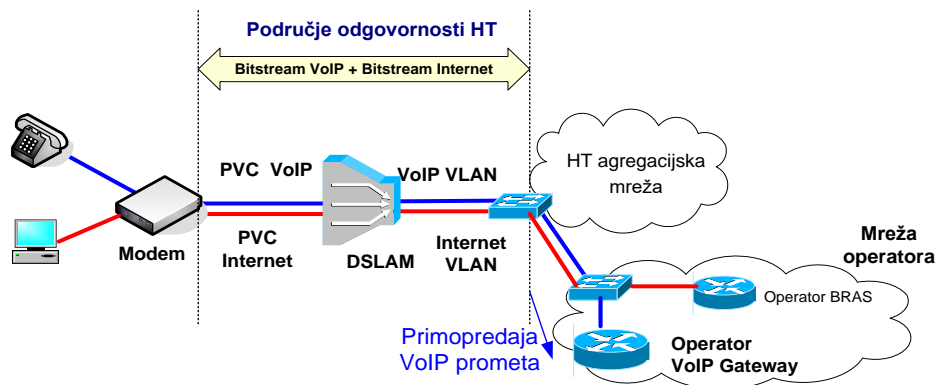 Područje odgovornosti HT
Bitstream VoIP + Bitstream Internet
HT agregacijska
mreža
PVC VoIP
VoIP VLAN
PVC
Internet
Internet
VLAN
Modem
DSLAM
Mreža
operatora
Operator BRAS
Primopredaja
VoIP prometa
Operator
VoIP Gateway